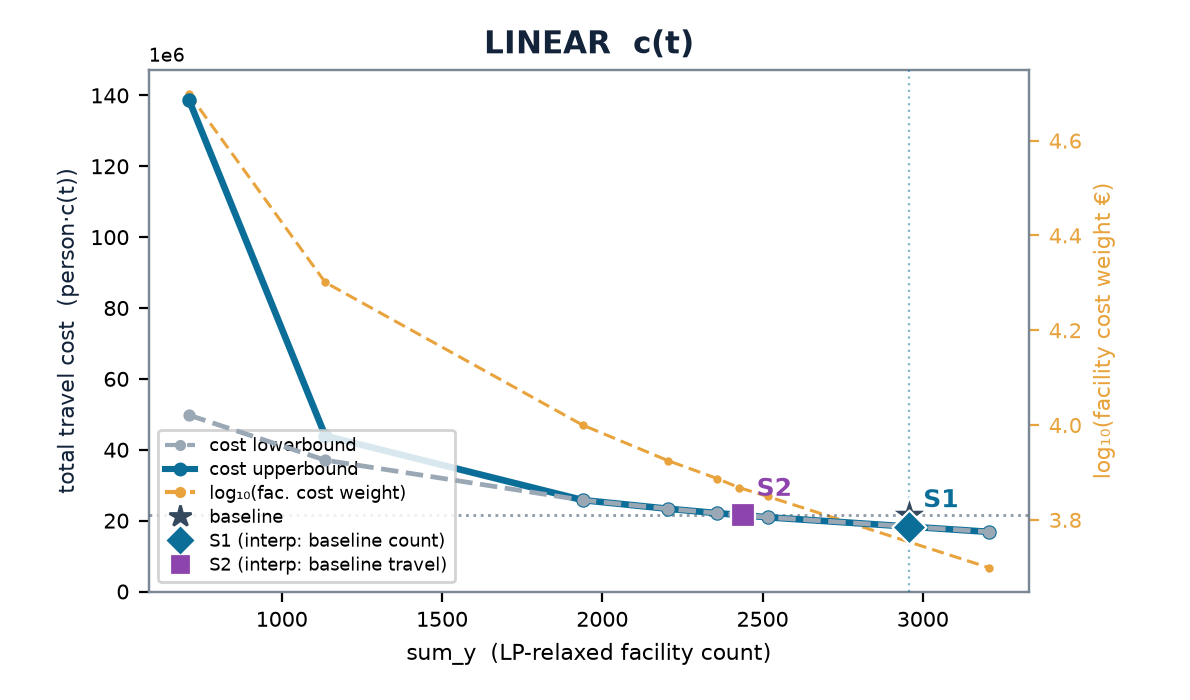 LINEAR  c(t)
1e6
140
120
100
80
60
40
20
0
total travel cost  (person·c(t))
4.6
4.4
4.2
4.0
3.8
log₁₀(facility cost weight €)
S2
S1
cost lowerbound
cost upperbound
log₁₀(fac. cost weight)
baseline
S1 (interp: baseline count)
S2 (interp: baseline travel)
1000
1500
2000
2500
3000
sum_y  (LP-relaxed facility count)